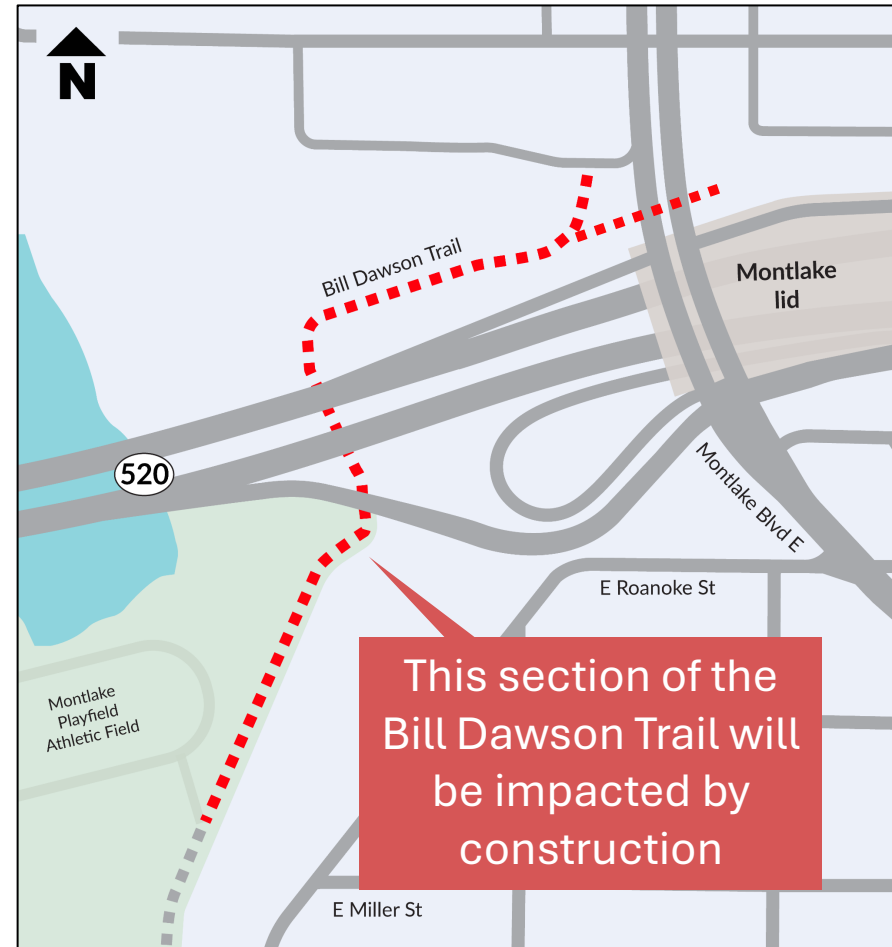 N
Bill Dawson Trail
Montlake
lid
520
Montlake Blvd E
E Roanoke St
Montlake
Playfield
Athletic Field
This section of the
Bill Dawson Trail will
be impacted by
construction
E Miller St